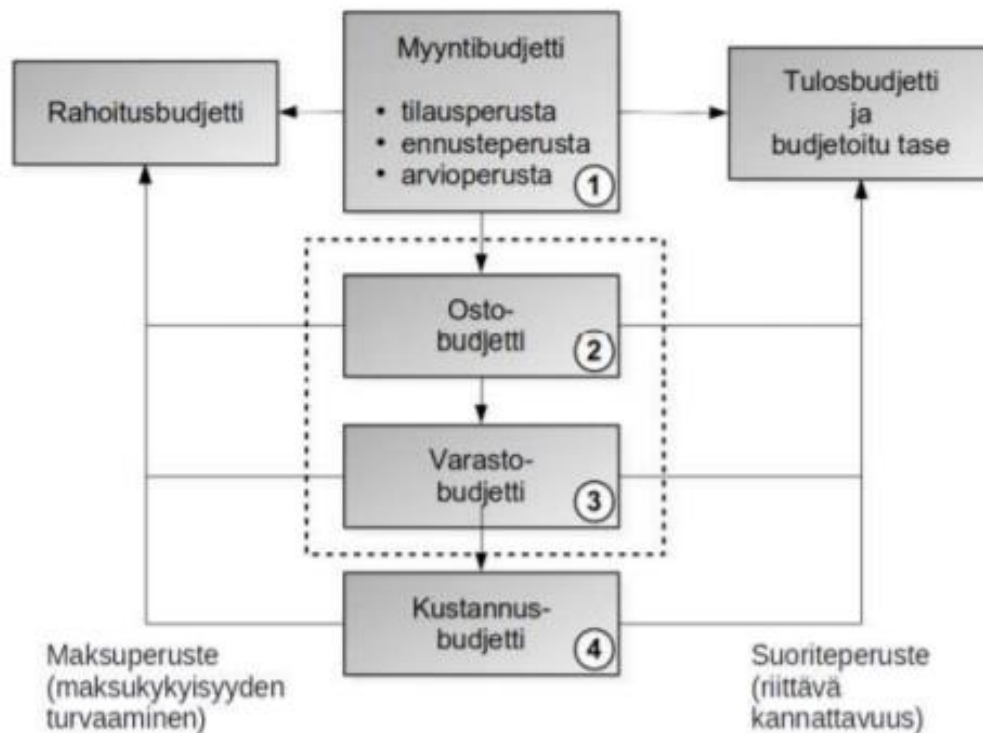 Myyntibudjetti
• tilausperusta
• ennusteperusta
• arvioperusta
1
Rahoitusbudjetti
Tulosbudjetti
ja
budjetoitu tase
Osto-
budjetti
2
Varasto-
budjetti
3
Kustannus-
budjetti
4
Maksuperuste
(maksukykyisyyden
turvaaminen)
Suoriteperuste
(riittävä
kannattavuus)